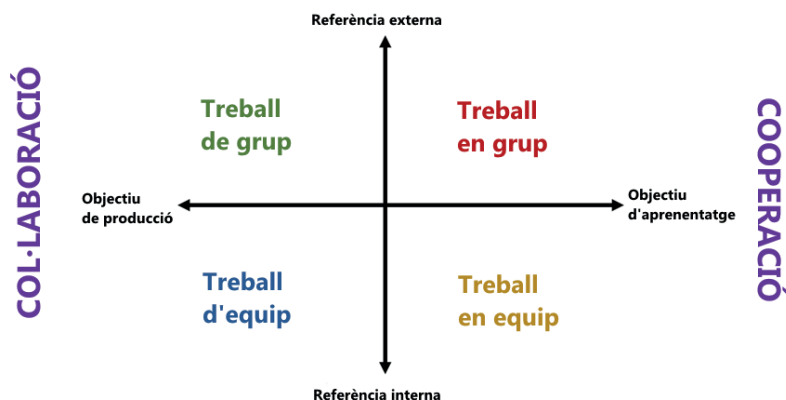 Referència externa
COL·LABORACIÓ
Treball
de grup
Treball
en grup
COOPERACIÓ
Objectiu
de producció
Objectiu
d'aprenentatge
Treball
d'equip
Treball
en equip
Referència interna